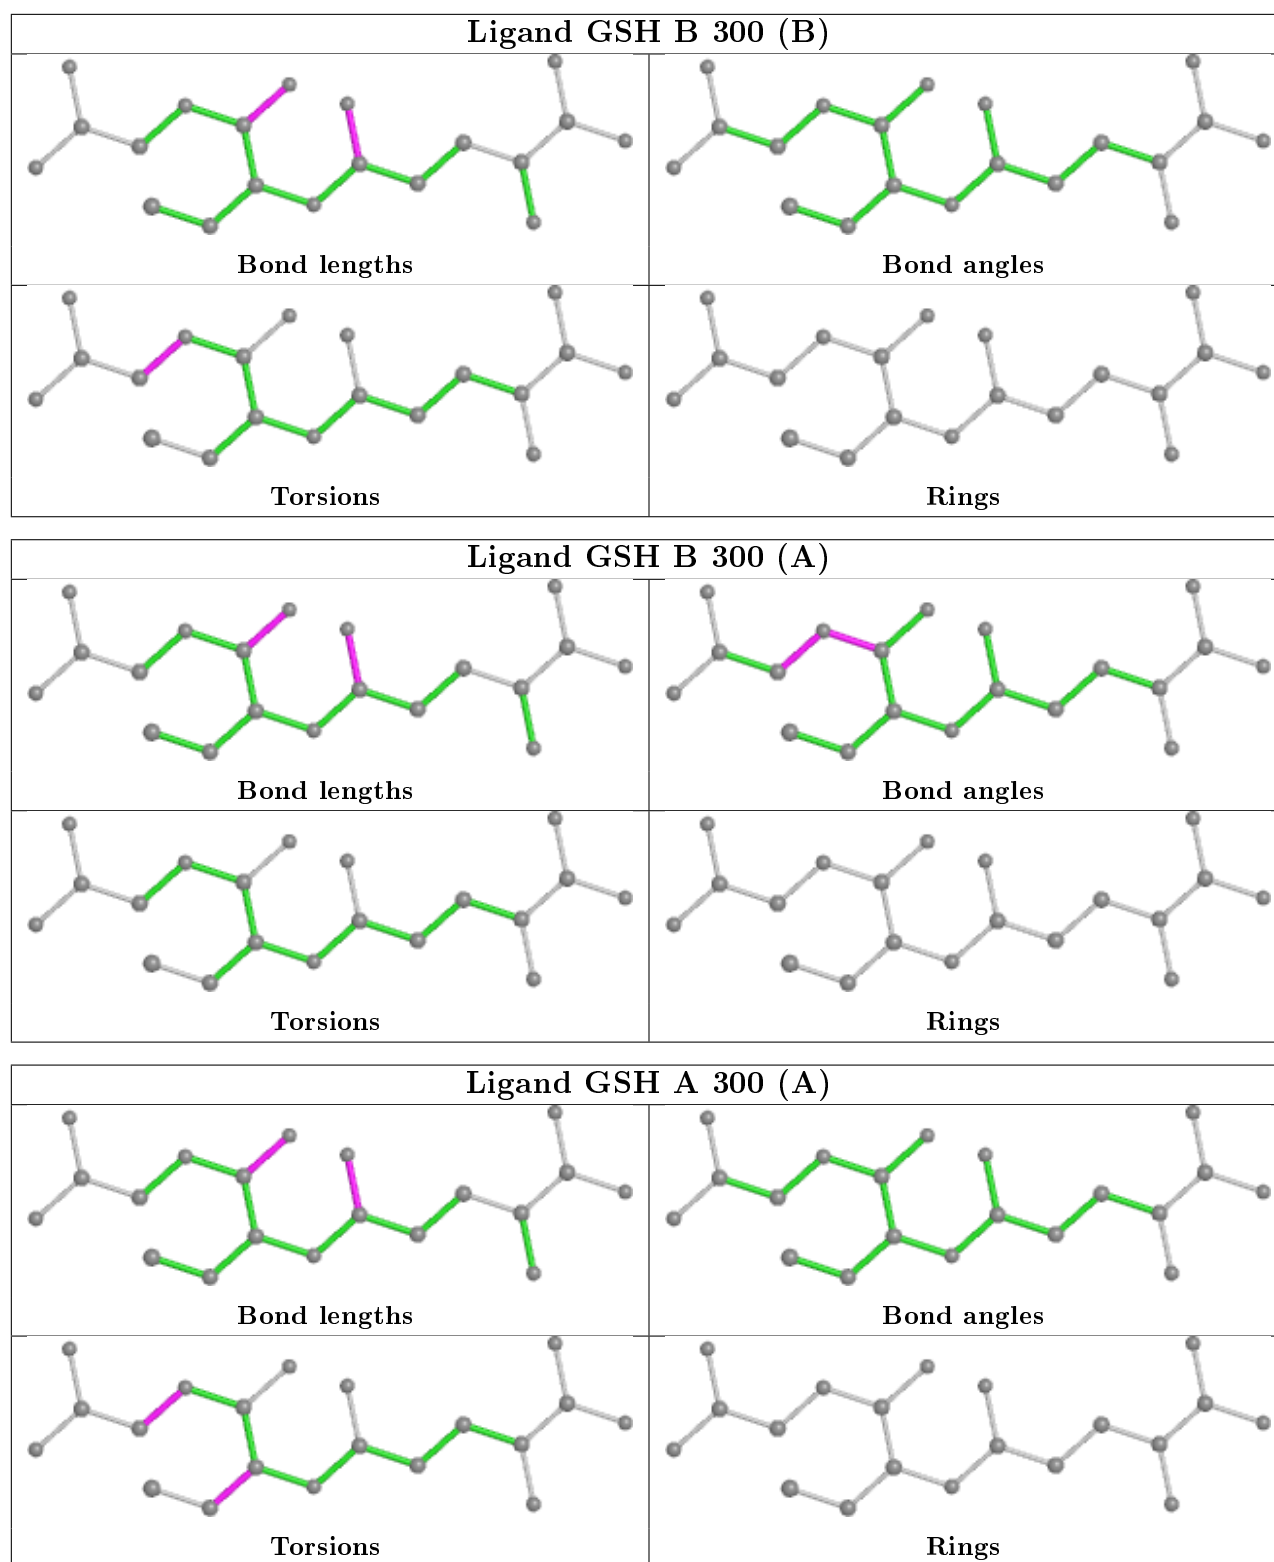 Ligand GSH B 300 (B)
Bond lengths
Bond angles
Torsions
Rings
Ligand GSH B 300 (A)
Bond lengths
Bond angles
Torsions
Rings
Ligand GSH A 300 (A)
Bond lengths
Bond angles
Torsions
Rings